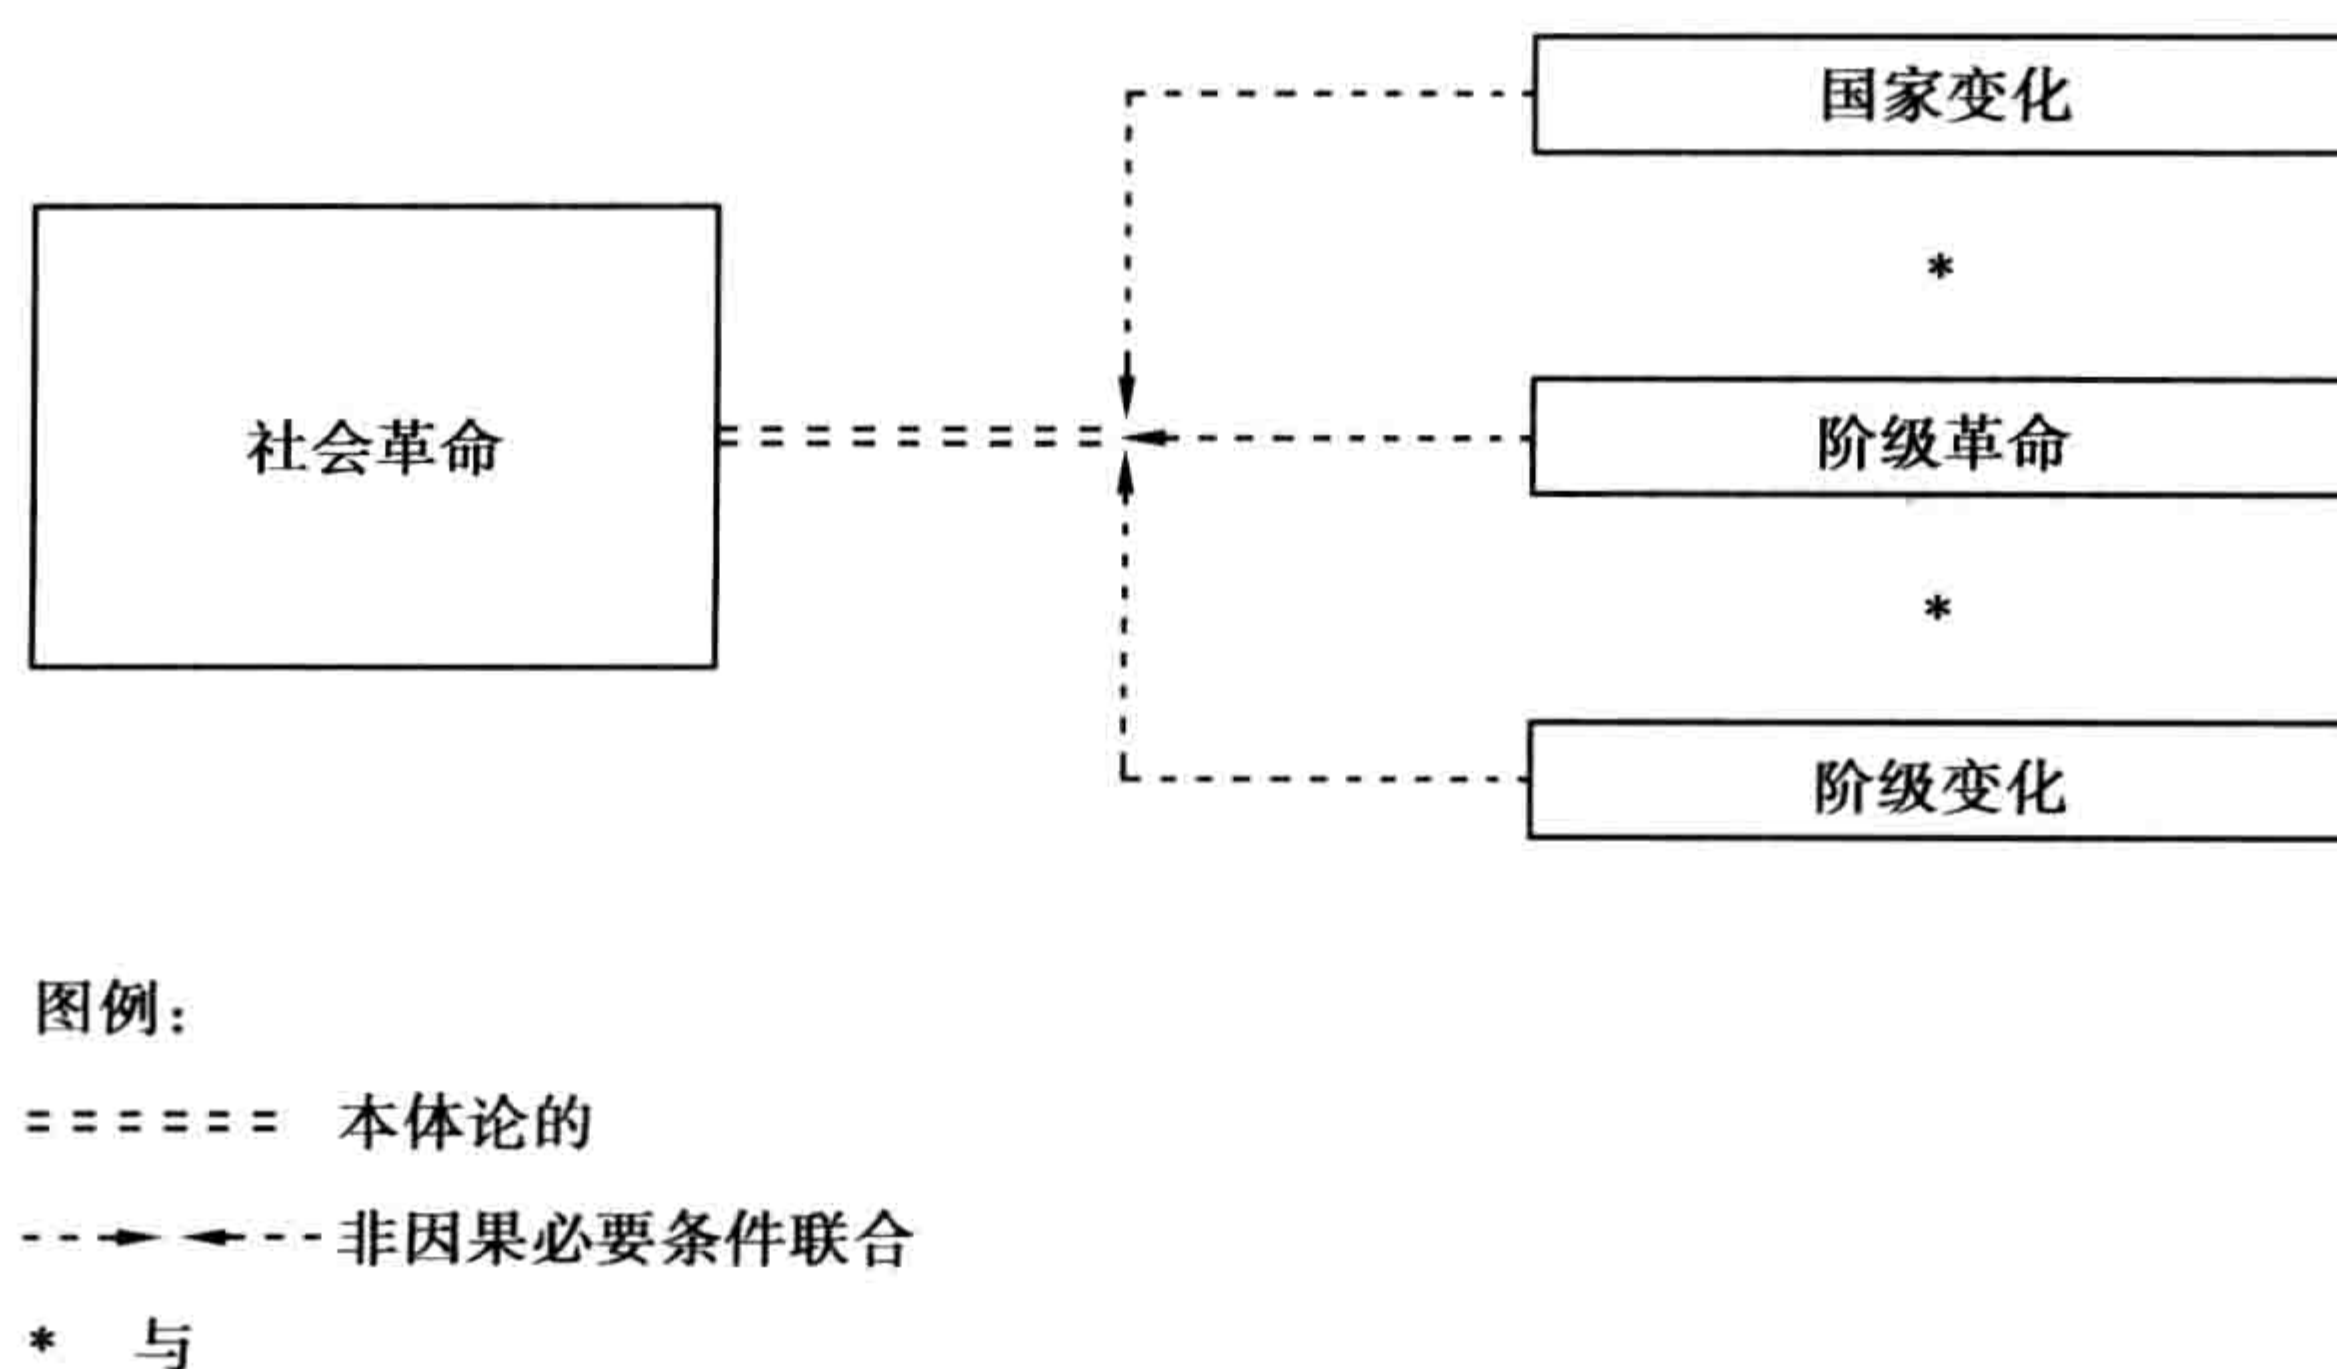 国家变化
*
社会革命
阶级革命
*
阶级变化
图例：
本体论的
非因果必要条件联合
* 与